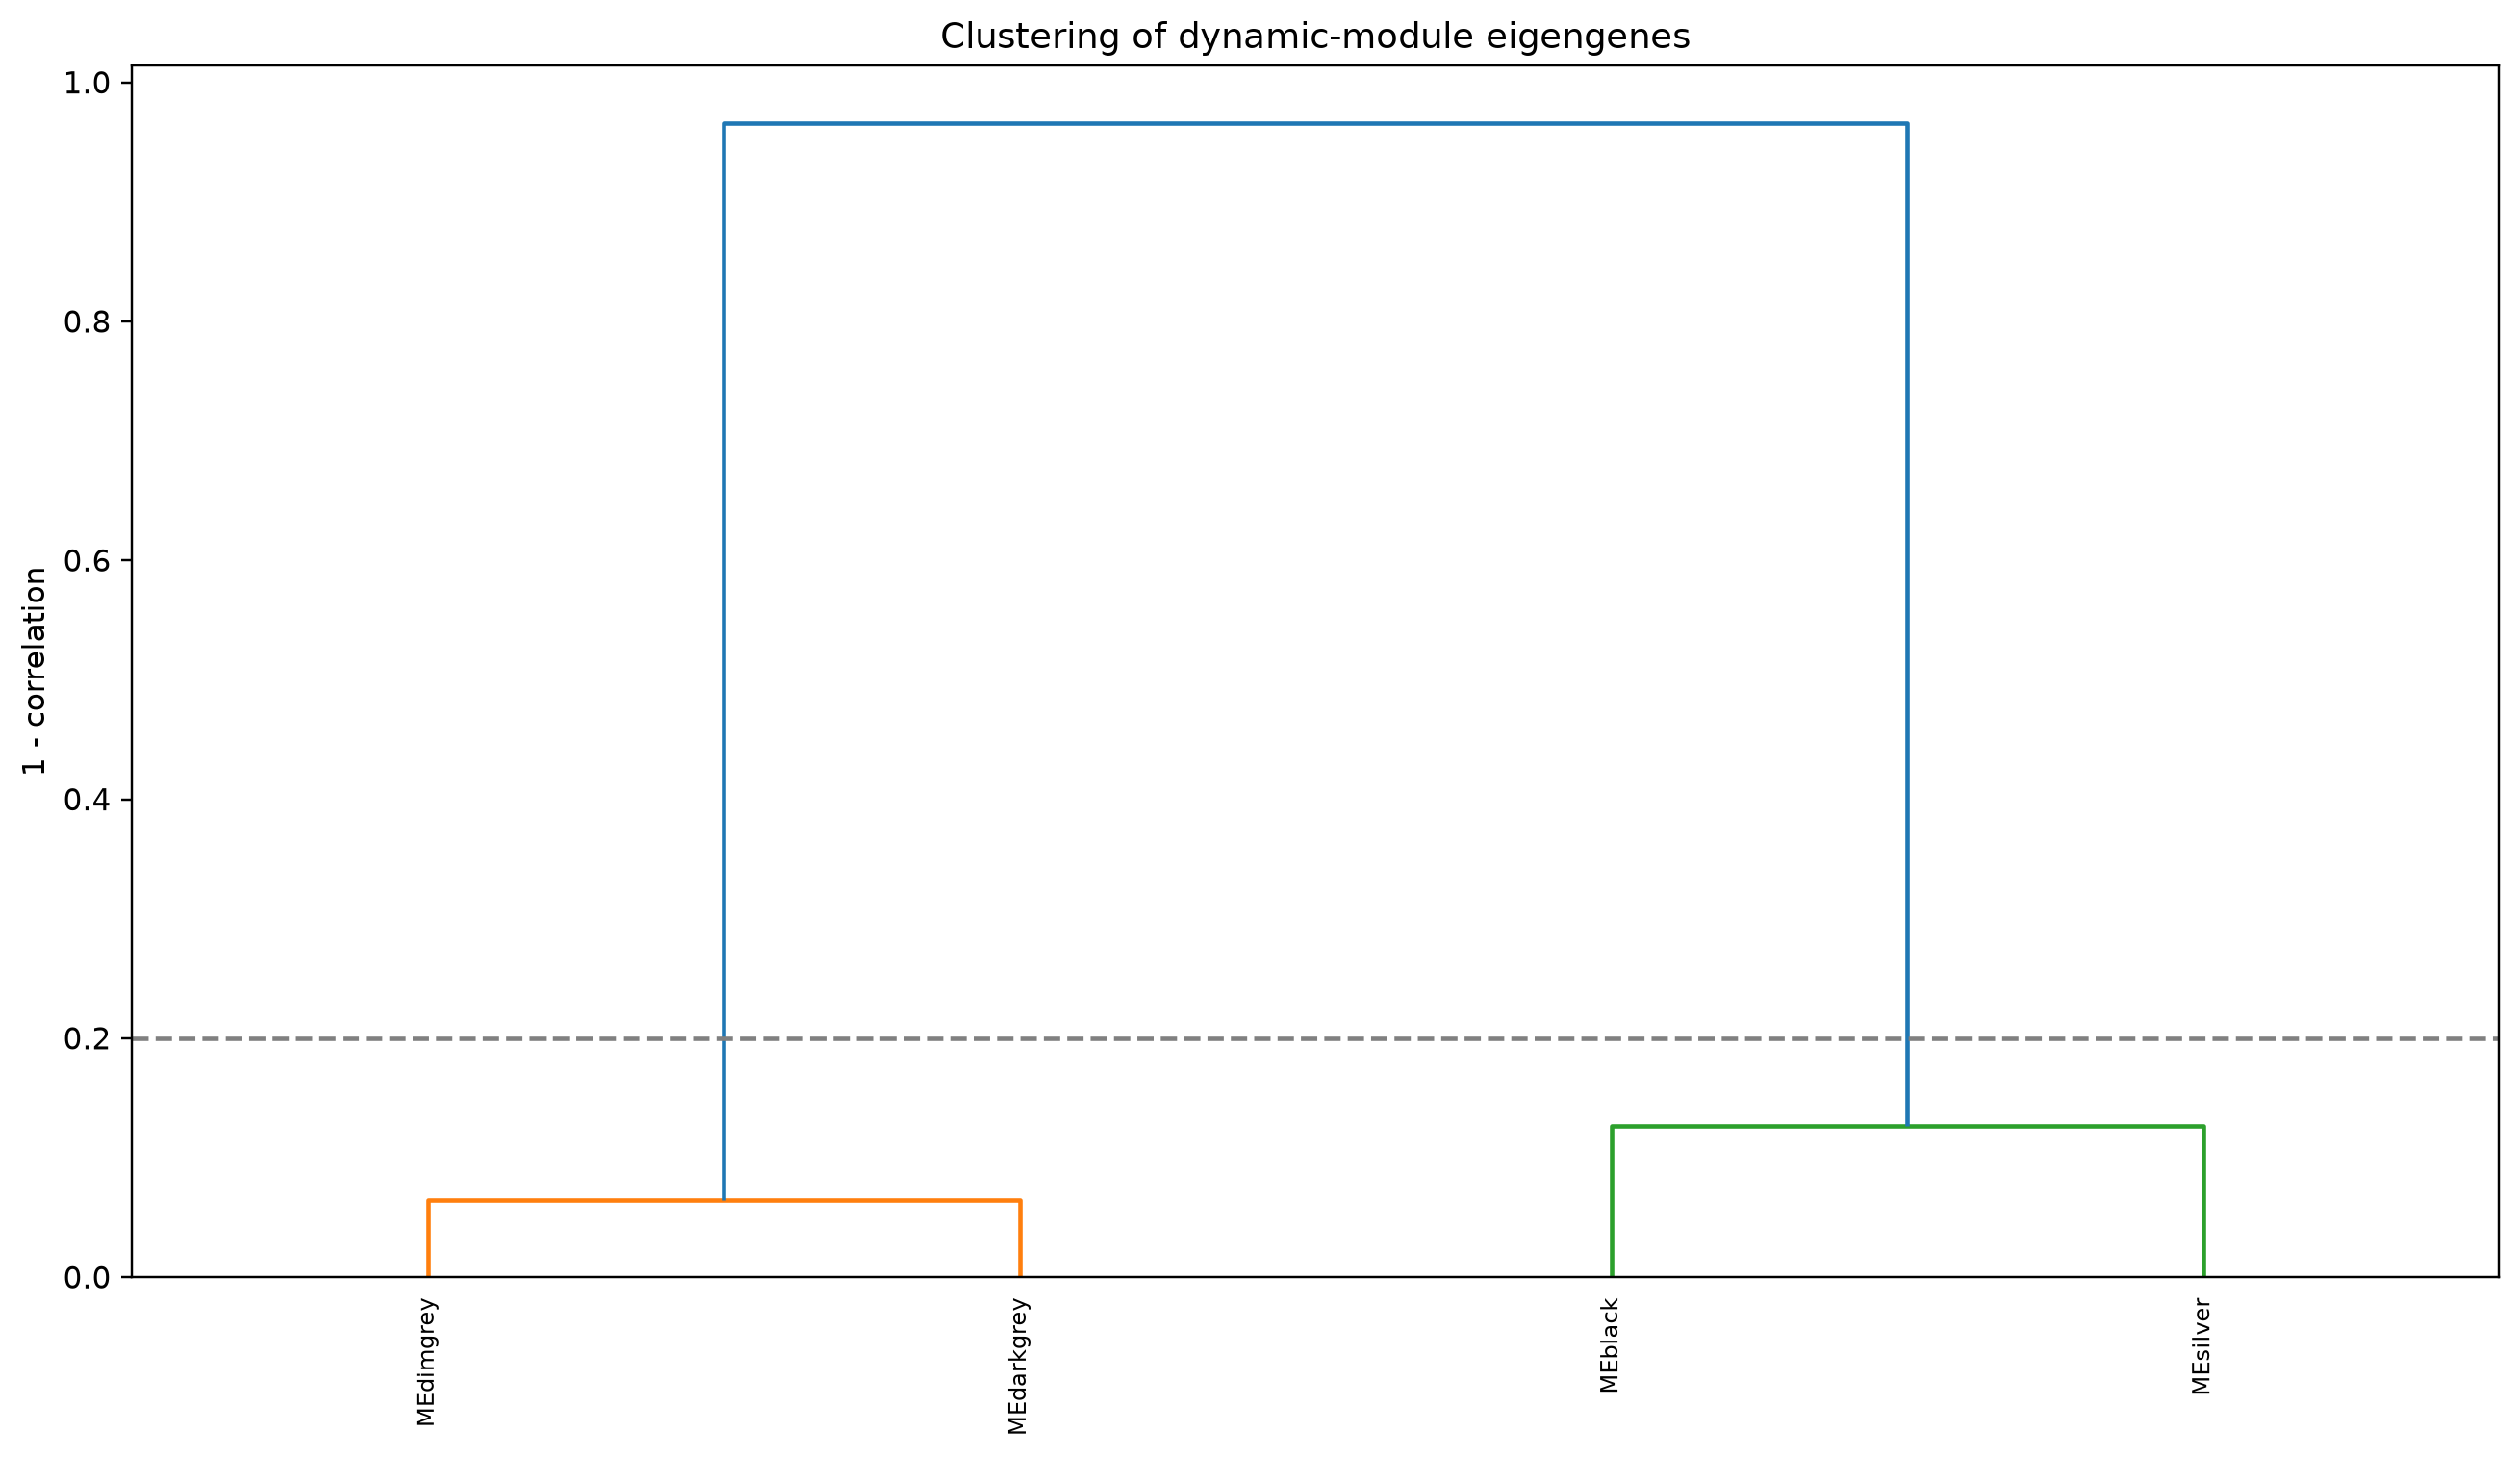 Clustering of dynamic-module eigengenes
1 - correlation
1.0
0.8
0.6
0.4
0.2
0.0
MEdimgrey
MEdarkgrey
MEblack
MEsilver